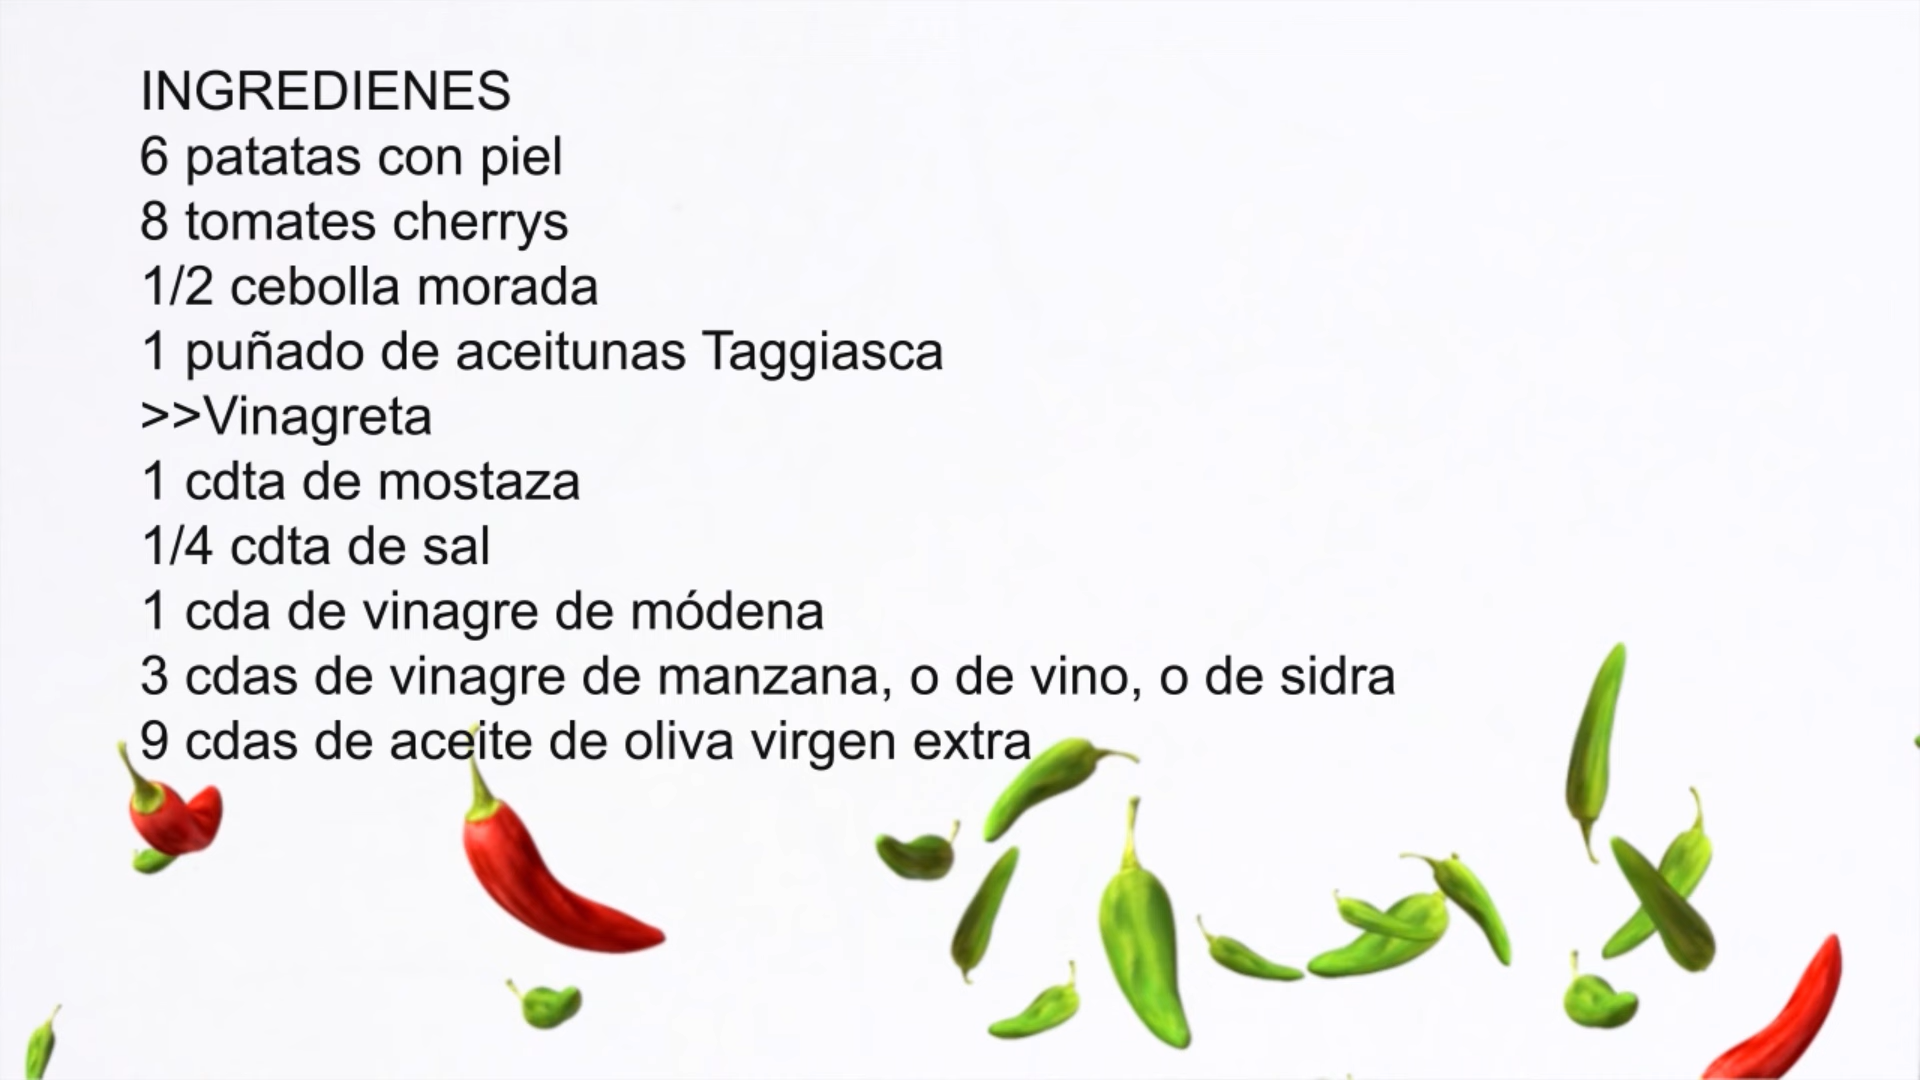 INGREDIENES
6 patatas con piel
8 tomates cherrys
1/2 cebolla morada
1 puñado de aceitunas Taggiasca
>>Vinagreta
1 cdta de mostaza
1/4 cdta de sal
1 cda de vinagre de módena
3 cdas de vinagre de manzana, o de vino, o de sidra
9 cdas de aceite de oliva virgen extra